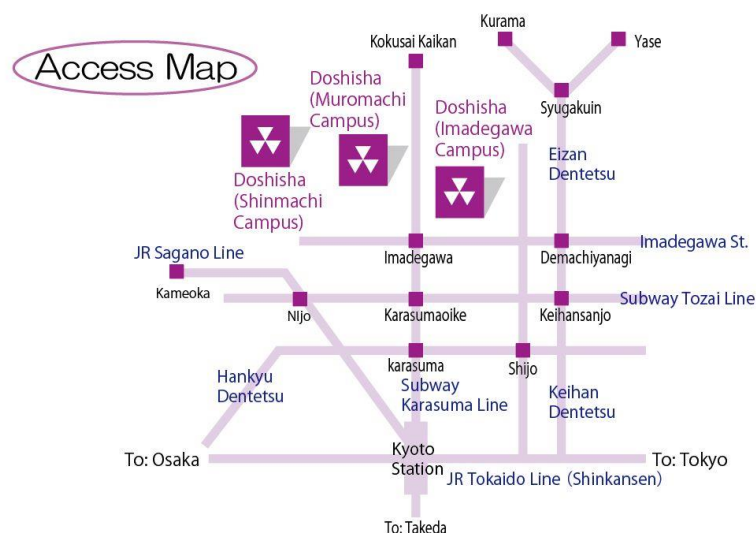 Access Map
Kokusai Kaikan
Kurama
Yase
Doshisha
(Muromachi
Campus)
Doshisha
(Imadegawa
Campus)
Syugakuin
Doshisha
(Shinmachi
Campus)
Eizan
Dentetsu
JR Sagano Line
Imadegawa
Demachiyanagi
Imadegawa St.
Kameoka
NIjo
Karasumaoike
Keihansanjo
Subway Tozai Line
karasuma
Shijo
Hankyu
Dentetsu
Subway
Karasuma Line
Keihan
Dentetsu
To: Osaka
Kyoto
Station
To: Tokyo
JR Tokaido Line (Shinkansen)
To: Takeda